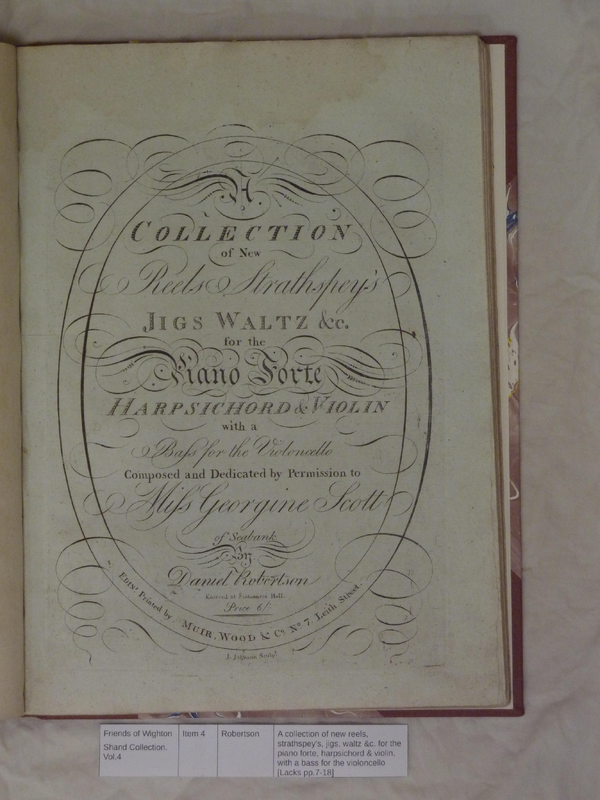 A
COLLECTION
of New
Reels Strathspey's
JIGS WALTZ &c.
for the
Piano Forte
HARPSICHORD & VIOLIN
with a
Baſs for the Violoncello
Composed and Dedicated by Permission to
Miſs Georgine Scott
of Seabank
By
Daniel Robertson
Entered at Stationers Hall.
Price 6/
Edinr. Printed by MUIR, WOOD & Co. No. 7 Leith Street.
Sculpt.
Friends of Wighton
Shand Collection.
Vol.4
Item 4
Robertson
A collection of new reels,
strathspey's, jigs, waltz &c. for the
piano forte, harpsichord & violin,
with a bass for the violoncello
[Lacks pp.7-18]